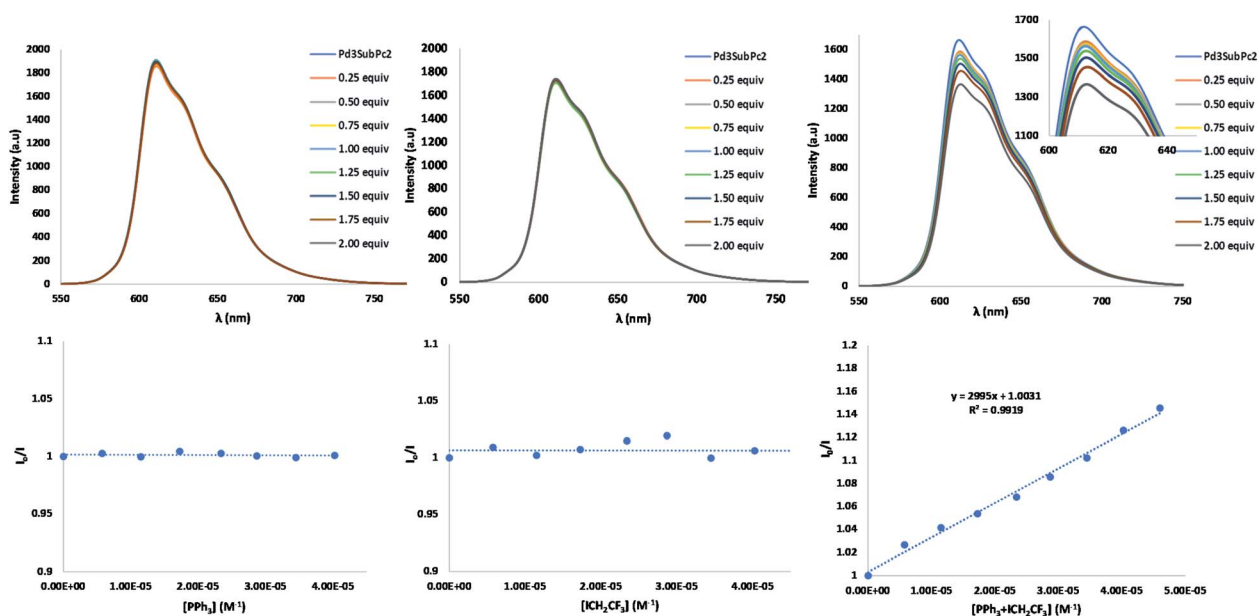 2000
1800
1600
1400
1200
1000
800
600
400
200
0
Intensity (a.u)
550 600 650 700 750
λ (nm)
Pd3SubPc2
0.25 equiv
0.50 equiv
0.75 equiv
1.00 equiv
1.25 equiv
1.50 equiv
1.75 equiv
2.00 equiv
2000
1800
1600
1400
1200
1000
800
600
400
200
0
Intensity (a.u)
550 600 650 700 750
λ (nm)
Pd3SubPc2
0.25 equiv
0.50 equiv
0.75 equiv
1.00 equiv
1.25 equiv
1.50 equiv
1.75 equiv
2.00 equiv
1800
1600
1400
1200
1000
800
600
400
200
0
Intensity (a.u)
550 600 650 700 750
λ (nm)
1700
1500
1300
1100
600 620 640
Pd3SubPc2
0.25 equiv
0.50 equiv
0.75 equiv
1.00 equiv
1.25 equiv
1.50 equiv
1.75 equiv
2.00 equiv
1.1
1.05
1
0.95
0.9
I₀/I
0.00E+00 1.00E-05 2.00E-05 3.00E-05 4.00E-05
[PPh₃] (M⁻¹)
1.1
1.05
1
0.95
0.9
I₀/I
0.00E+00 1.00E-05 2.00E-05 3.00E-05 4.00E-05
[ICH₂CF₃] (M⁻¹)
1.2
1.18
1.16
1.14
1.12
1.1
1.08
1.06
1.04
1.02
1
I₀/I
y = 2995x + 1.0031
R² = 0.9919
0.00E+00 1.00E-05 2.00E-05 3.00E-05 4.00E-05 5.00E-05
[PPh₃+ICH₂CF₃] (M⁻¹)